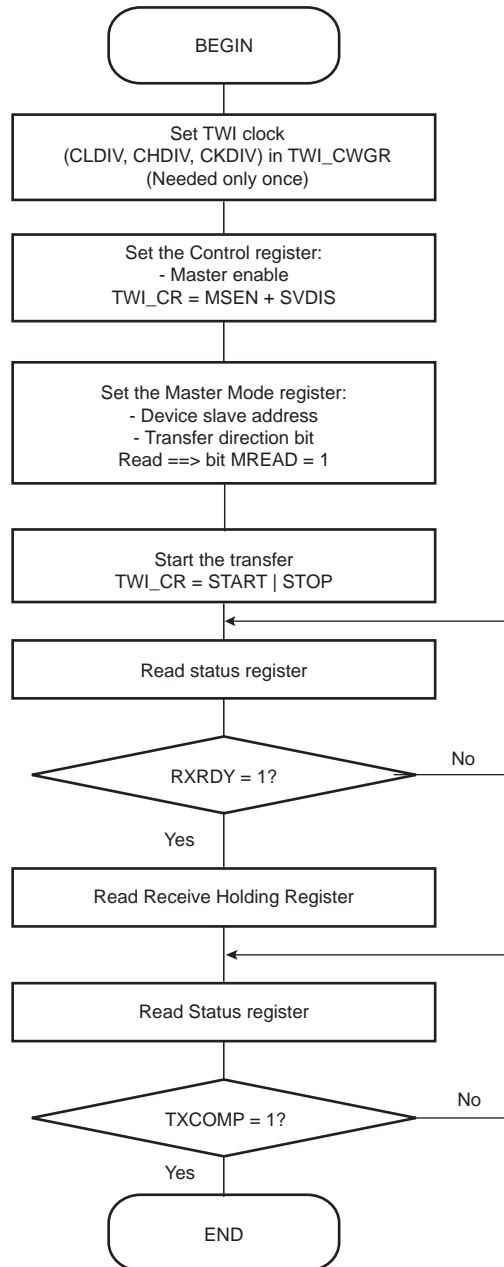 BEGIN
Set TWI clock
(CLDIV, CHDIV, CKDIV) in TWI_CWGR
(Needed only once)
Set the Control register:
- Master enable
TWI_CR = MSEN + SVDIS
Set the Master Mode register:
- Device slave address
- Transfer direction bit
Read ==> bit MREAD = 1
Start the transfer
TWI_CR = START | STOP
Read status register
RXRDY = 1?
No
Yes
Read Receive Holding Register
Read Status register
TXCOMP = 1?
No
Yes
END